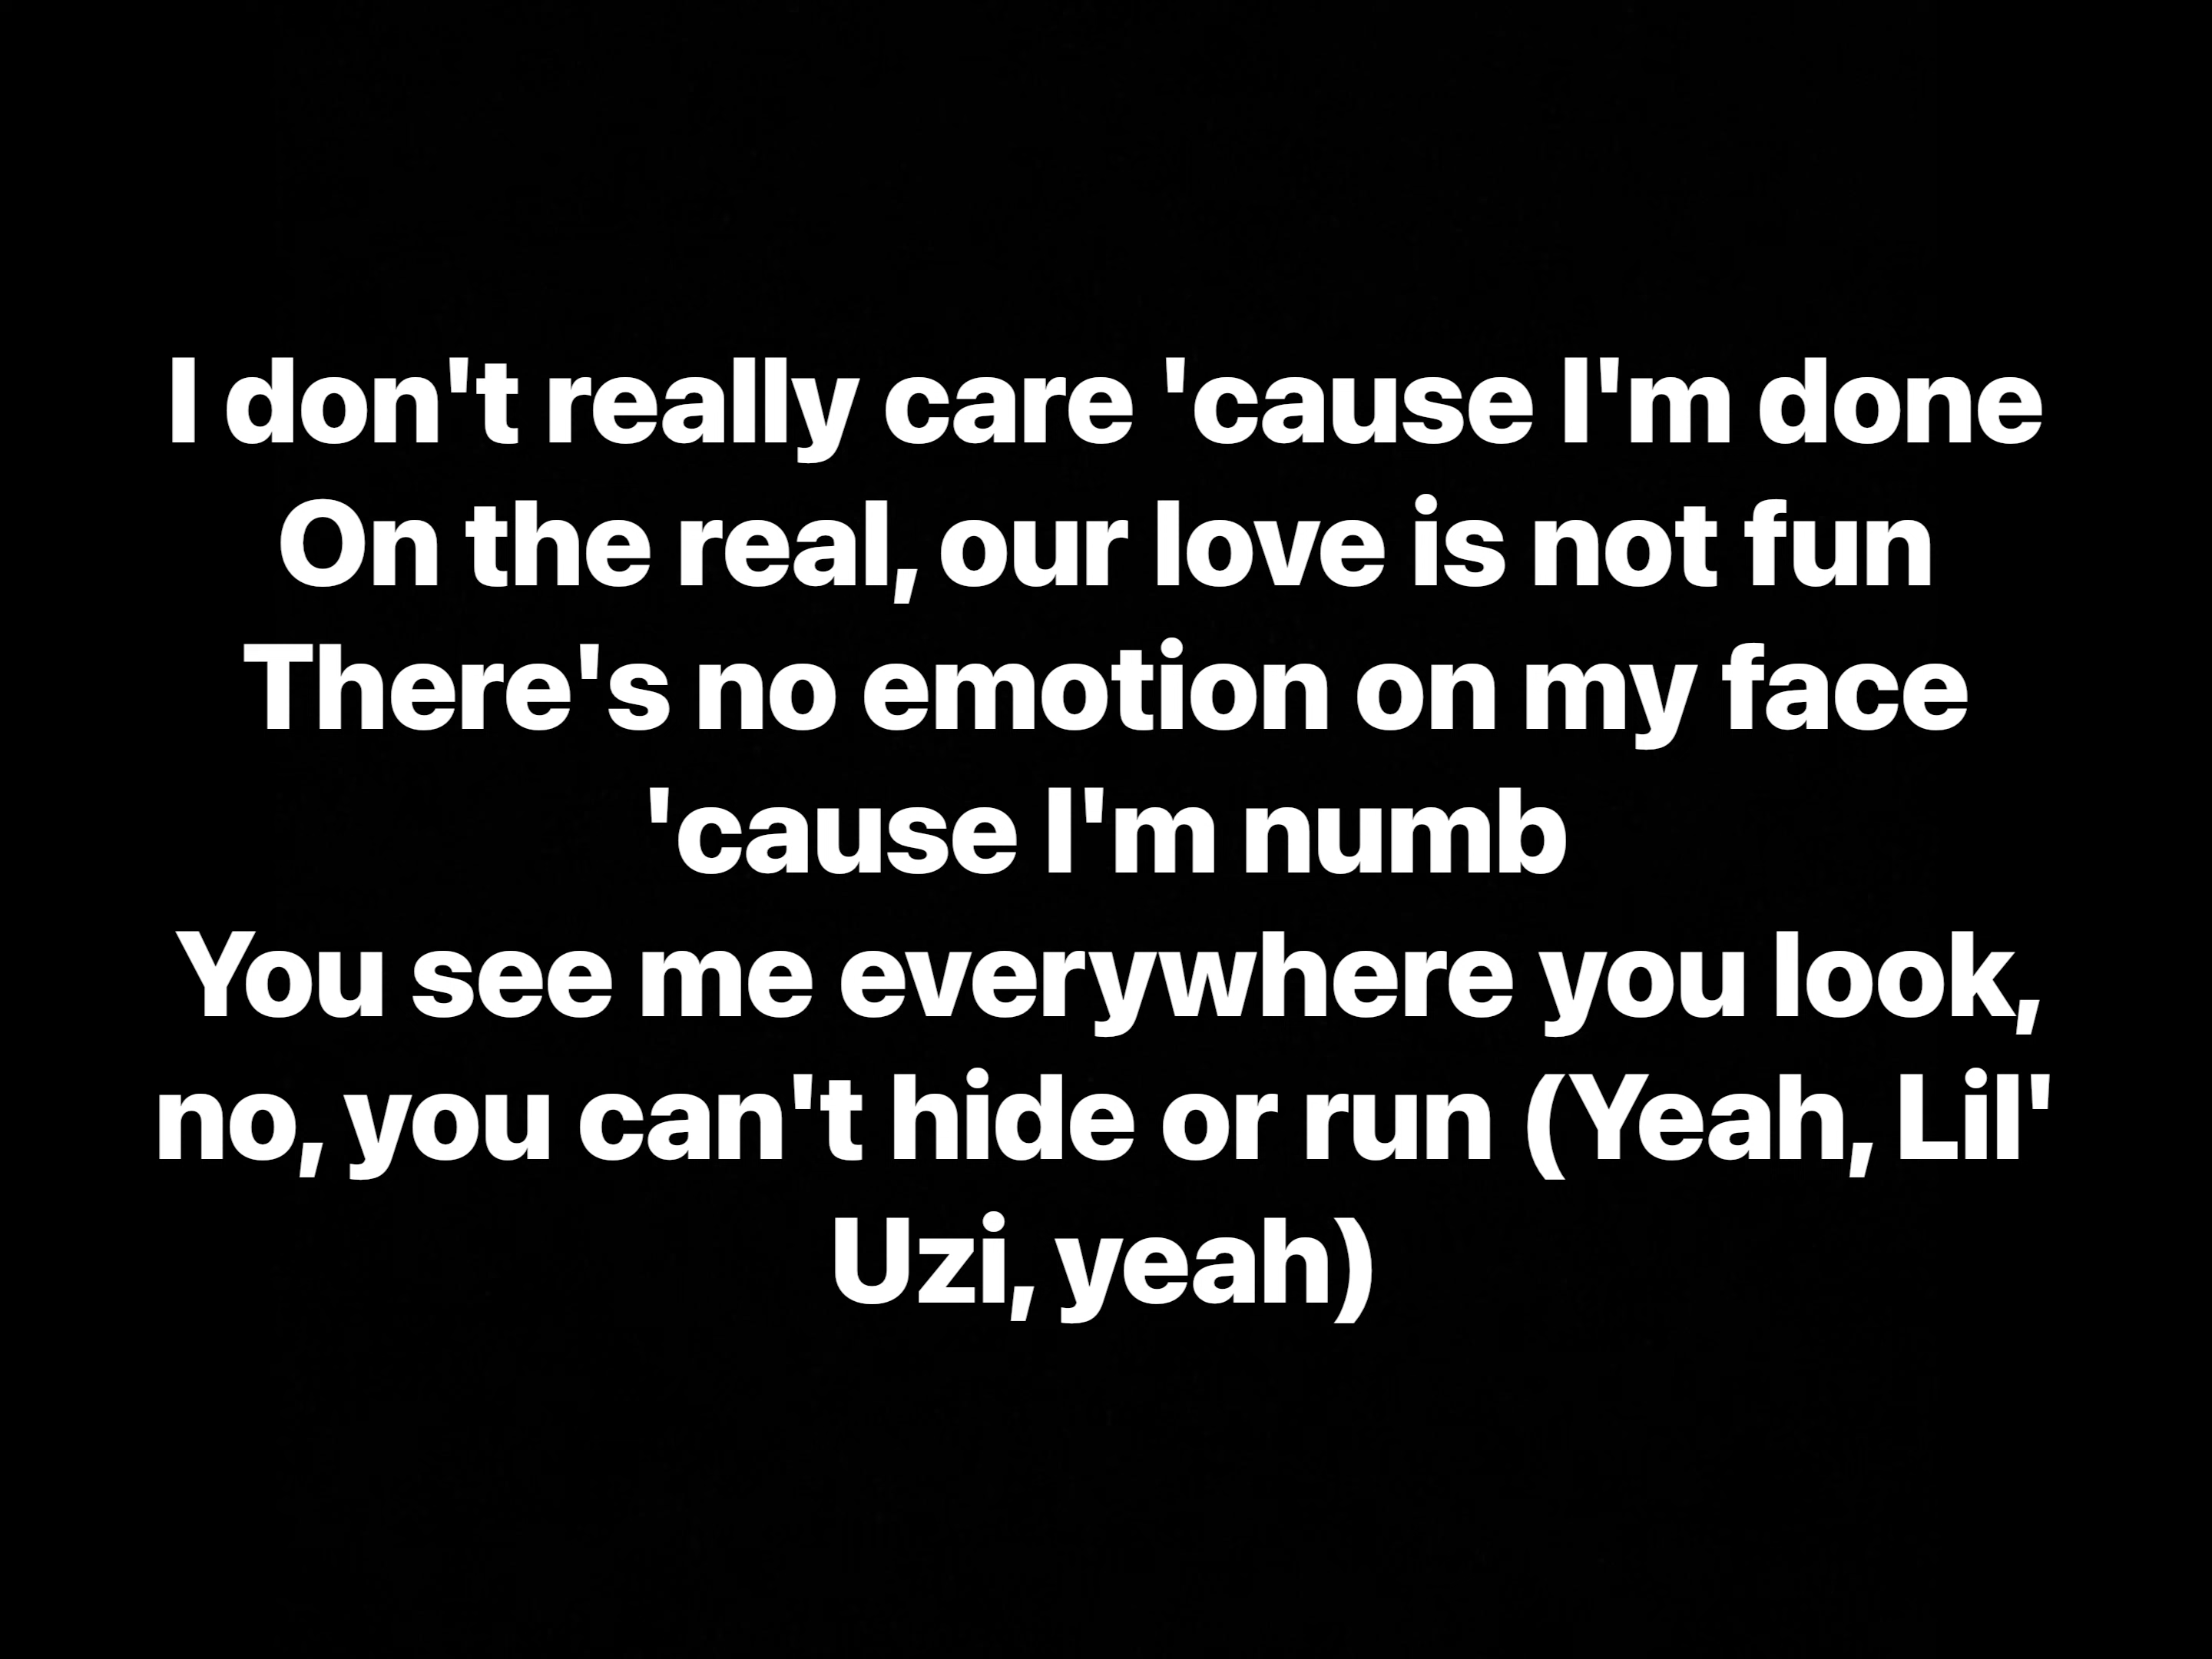 I don't really care 'cause I'm done
On the real, our love is not fun
There's no emotion on my face
'cause I'm numb
You see me everywhere you look,
no, you can't hide or run (Yeah, Lil'
Uzi, yeah)